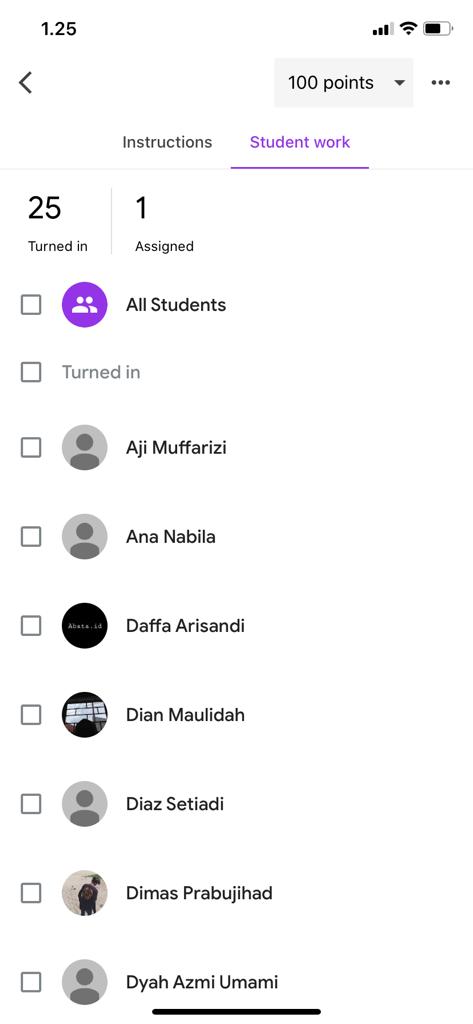 1.25
100 points
Instructions Student work
25 1
Turned in Assigned
All Students
Turned in
Aji Muffarizi
Ana Nabila
Daffa Arisandi
Abata.id
Dian Maulidah
Diaz Setiadi
Dimas Prabujihad
Dyah Azmi Umami